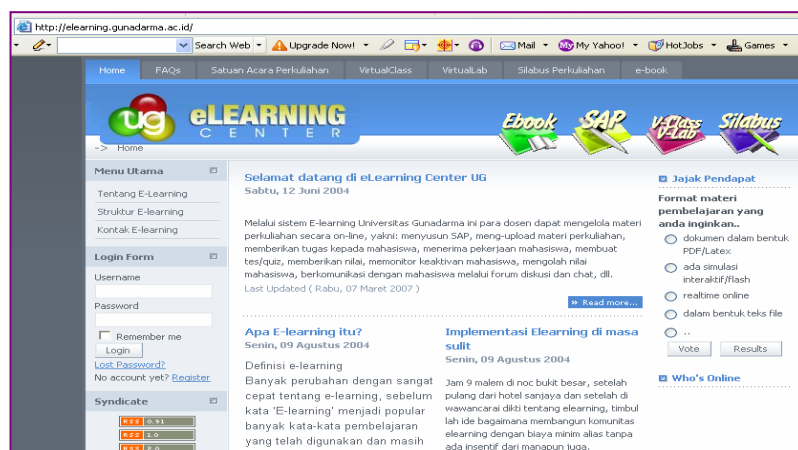 http://elearning.gunadarma.ac.id/
Search Web Upgrade Now! Mail My Yahoo! HotJobs Games
Home FAQs Satuan Acara Perkuliahan VirtualClass VirtualLab Silabus Perkuliahan e-book
ug eLEARNING
CENTER
Ebook SAP V-Class V-Lab Silabus
-> Home
Menu Utama
Tentang E-Learning
Struktur E-learning
Kontak E-learning
Login Form
Username
Password
Remember me
Login
Lost Password?
No account yet? Register
Syndicate
RSS 0.91
RSS 1.0
RSS 2.0
Selamat datang di eLearning Center UG
Sabtu, 12 Juni 2004
Melalui sistem E-learning Universitas Gunadarma ini para dosen dapat mengelola materi
perkuliahan secara on-line, yakni: menyusun SAP, meng-upload materi perkuliahan,
memberikan tugas kepada mahasiswa, menerima pekerjaan mahasiswa, membuat
tes/quiz, memberikan nilai, memonitor keaktivan mahasiswa, mengolah nilai
mahasiswa, berkomunikasi dengan mahasiswa melalui forum diskusi dan chat, dll.
Last Updated ( Rabu, 07 Maret 2007 )
» Read more...
Apa E-learning itu?
Senin, 09 Agustus 2004
Definisi e-learning
Banyak perubahan dengan sangat
cepat tentang e-learning, sebelum
kata 'E-learning' menjadi popular
banyak kata-kata pembelajaran
yang telah digunakan dan masih
Implementasi Elearning di masa
sulit
Senin, 09 Agustus 2004
Jam 9 malem di noc bukit besar, setelah
pulang dari hotel sanjaya dan setelah di
wawancarai dikti tentang elearning, timbul
lah ide bagaimana membangun komunitas
elearning dengan biaya minim alias tanpa
ada insentif dari manapun juga.
Jajak Pendapat
Format materi
pembelajaran yang
anda inginkan..
dokumen dalam bentuk
PDF/Latex
ada simulasi
interaktif/flash
realtime online
dalam bentuk teks file
..
Vote Results
Who's Online